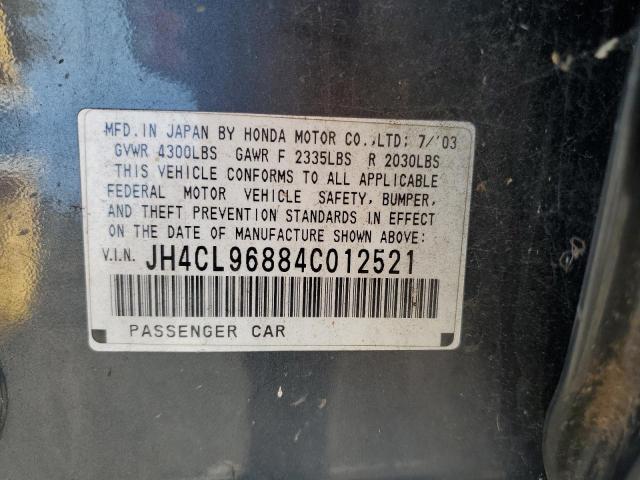 MFD. IN JAPAN BY HONDA MOTOR CO.,LTD: 7/'03
GVWR 4300LBS GAWR F 2335LBS R 2030LBS
THIS VEHICLE CONFORMS TO ALL APPLICABLE
FEDERAL MOTOR VEHICLE SAFETY, BUMPER,
AND THEFT PREVENTION STANDARDS IN EFFECT
ON THE DATE OF MANUFACTURE SHOWN ABOVE:
V.I.N. JH4CL96884C012521
PASSENGER CAR